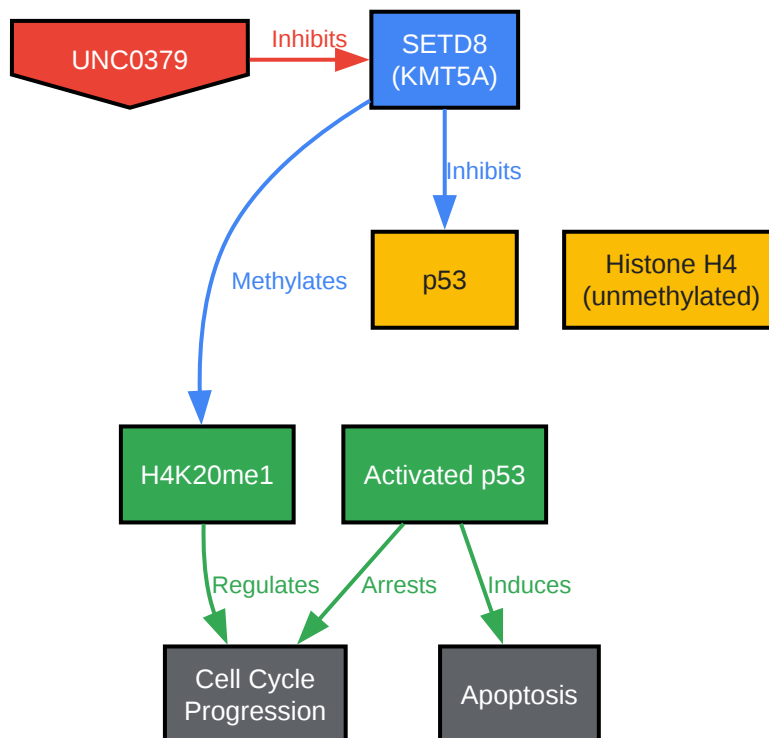 UNC0379
Inhibits
SETD8
(KMT5A)
Inhibits
Methylates
p53
Histone H4
(unmethylated)
H4K20me1
Activated p53
Regulates
Arrests
Induces
Cell Cycle
Progression
Apoptosis